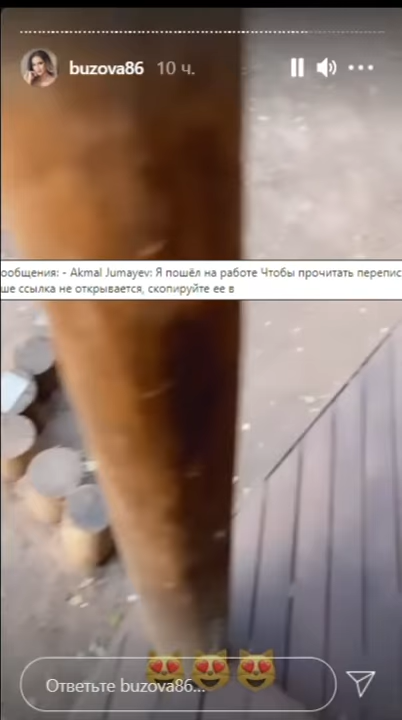 buzova86 10 ч.
ообщения: - Akmal Jumayev: Я пошёл на работе Чтобы прочитать перепис
ше ссылка не открывается, скопируйте ее в
Ответьте buzova86...